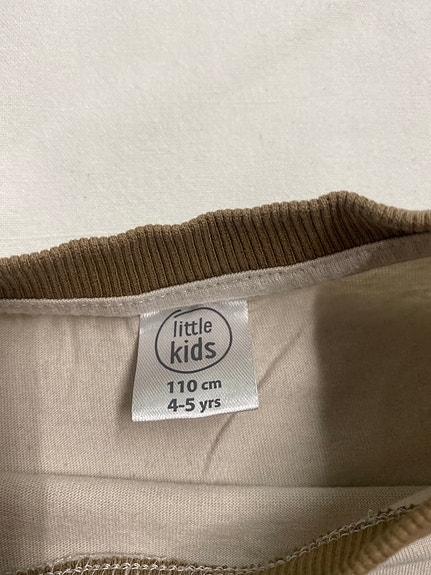 little
kids
110 cm
4-5 yrs